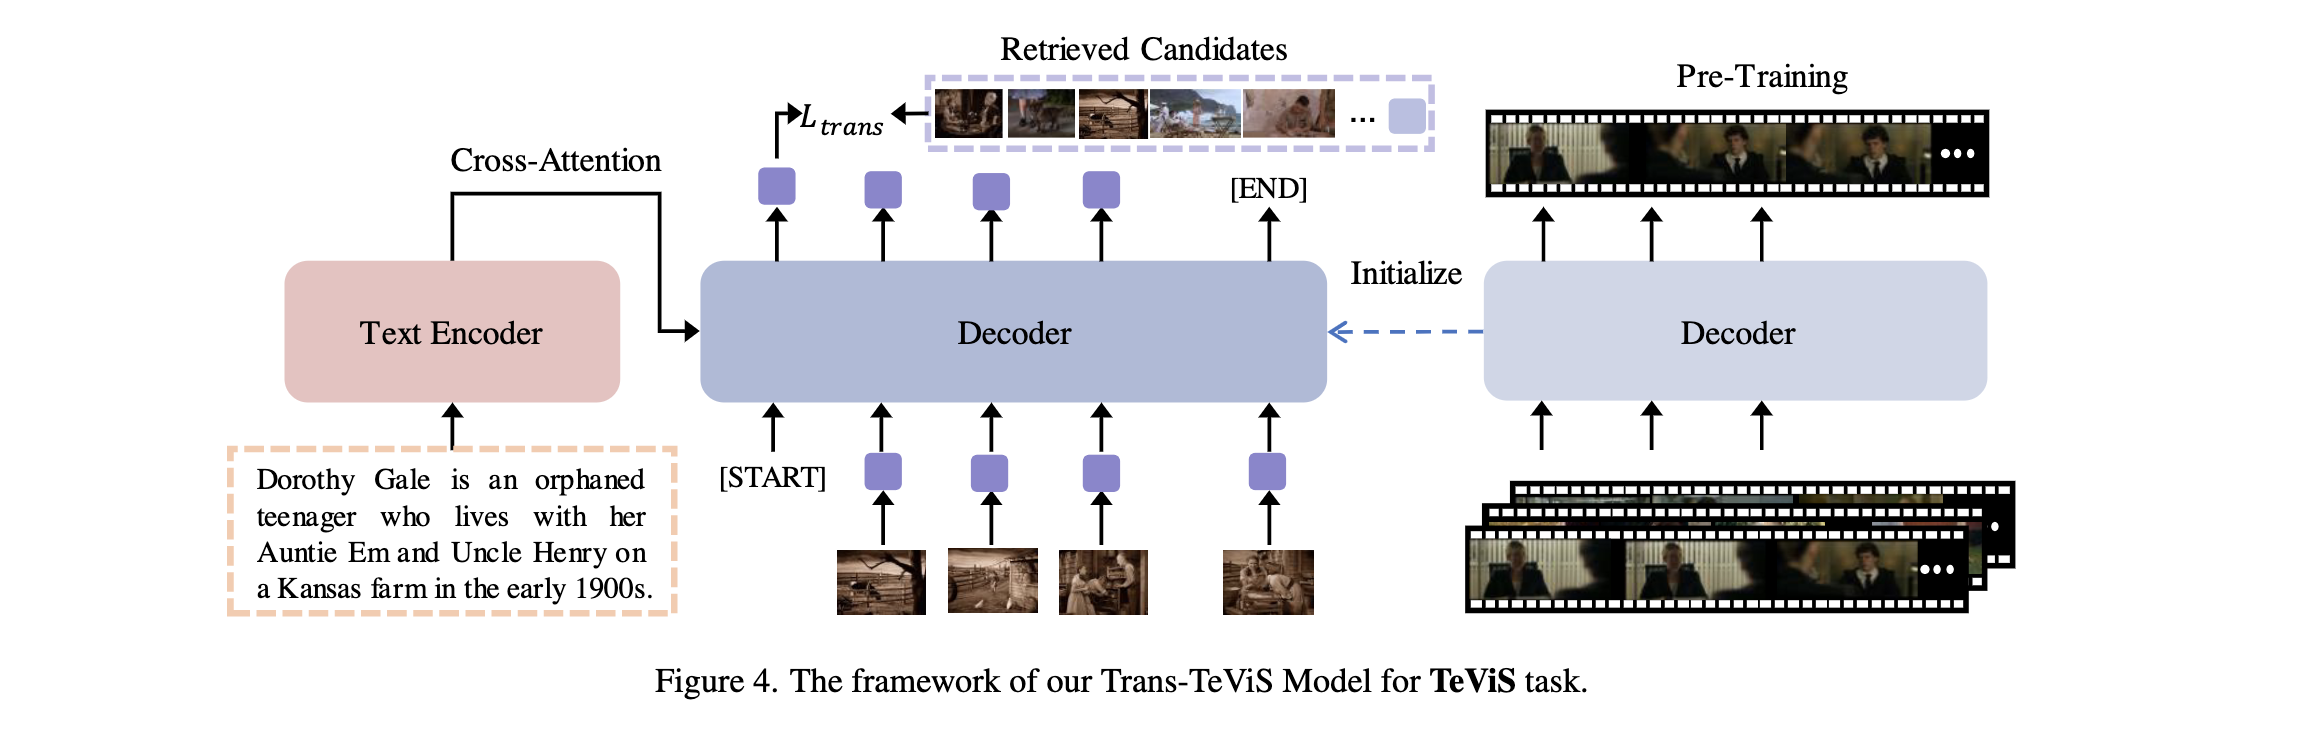 Retrieved Candidates
Pre-Training
L_trans
...
Cross-Attention
[END]
Initialize
Text Encoder
Decoder
Decoder
[START]
Dorothy Gale is an orphaned
teenager who lives with her
Auntie Em and Uncle Henry on
a Kansas farm in the early 1900s.
Figure 4. The framework of our Trans-TeViS Model for TeViS task.